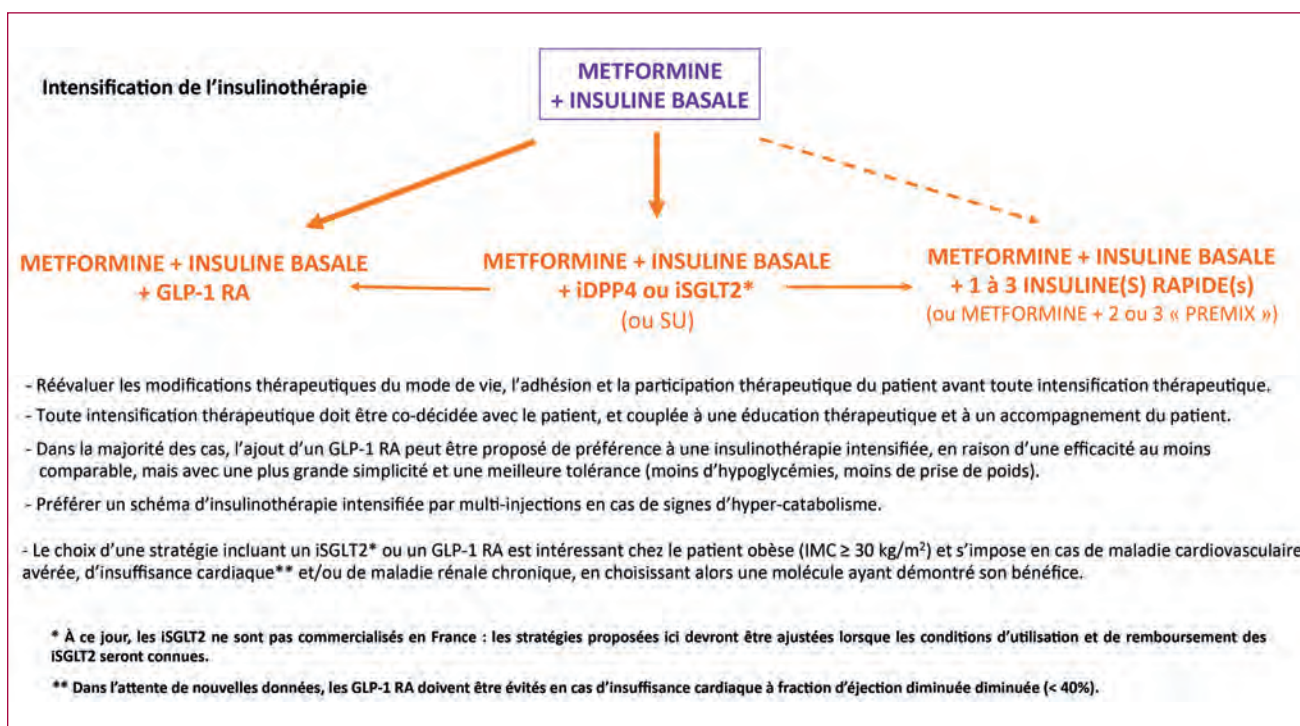 Intensification de l'insulinothérapie
METFORMINE
+ INSULINE BASALE
METFORMINE + INSULINE BASALE
+ GLP-1 RA
METFORMINE + INSULINE BASALE
+ iDPP4 ou iSGLT2*
(ou SU)
METFORMINE + INSULINE BASALE
+ 1 à 3 INSULINE(S) RAPIDE(s)
(ou METFORMINE + 2 ou 3 « PREMIX »)
- Réévaluer les modifications thérapeutiques du mode de vie, l'adhésion et la participation thérapeutique du patient avant toute intensification thérapeutique.
- Toute intensification thérapeutique doit être co-décidée avec le patient, et couplée à une éducation thérapeutique et à un accompagnement du patient.
- Dans la majorité des cas, l'ajout d'un GLP-1 RA peut être proposé de préférence à une insulinothérapie intensifiée, en raison d'une efficacité au moins
comparable, mais avec une plus grande simplicité et une meilleure tolérance (moins d'hypoglycémies, moins de prise de poids).
- Préférer un schéma d'insulinothérapie intensifiée par multi-injections en cas de signes d'hyper-catabolisme.
- Le choix d'une stratégie incluant un iSGLT2* ou un GLP-1 RA est intéressant chez le patient obèse (IMC ≥ 30 kg/m²) et s'impose en cas de maladie cardiovasculaire
avérée, d'insuffisance cardiaque** et/ou de maladie rénale chronique, en choisissant alors une molécule ayant démontré son bénéfice.
* À ce jour, les iSGLT2 ne sont pas commercialisés en France : les stratégies proposées ici devront être ajustées lorsque les conditions d'utilisation et de remboursement des
iSGLT2 seront connues.
** Dans l'attente de nouvelles données, les GLP-1 RA doivent être évités en cas d'insuffisance cardiaque à fraction d'éjection diminuée diminuée (< 40%).